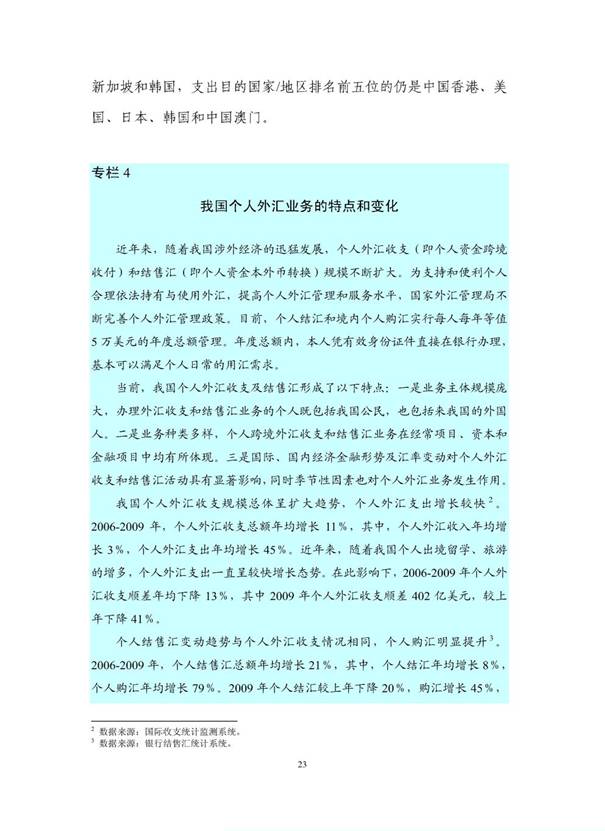 新加坡和韩国，支出目的国家/地区排名前五位的仍是中国香港、美
国、日本、韩国和中国澳门。
专栏 4
我国个人外汇业务的特点和变化
近年来，随着我国涉外经济的迅猛发展，个人外汇收支（即个人资金跨境
收付）和结售汇（即个人资金本外币转换）规模不断扩大。为支持和便利个人
合理依法持有与使用外汇，提高个人外汇管理和服务水平，国家外汇管理局不
断完善个人外汇管理政策。目前，个人结汇和境内个人购汇实行每人每年等值
5 万美元的年度总额管理。年度总额内，本人凭有效身份证件直接在银行办理，
基本可以满足个人日常的用汇需求。
当前，我国个人外汇收支及结售汇形成了以下特点：一是业务主体规模庞
大，办理外汇收支和结售汇业务的个人既包括我国公民，也包括来我国的外国
人。二是业务种类多样，个人跨境外汇收支和结售汇业务在经常项目、资本和
金融项目中均有所体现。三是国际、国内经济金融形势及汇率变动对个人外汇
收支和结售汇活动具有显著影响，同时季节性因素也对个人外汇业务发生作用。
我国个人外汇收支规模总体呈扩大趋势，个人外汇支出增长较快²。
2006-2009 年，个人外汇收支总额年均增长 11%，其中，个人外汇收入年均增
长 3%，个人外汇支出年均增长 45%。近年来，随着我国个人出境留学、旅游
的增多，个人外汇支出一直呈较快增长态势。在此影响下，2006-2009 年个人外
汇收支顺差年均下降 13%，其中 2009 年个人外汇收支顺差 402 亿美元，较上
年下降 41%。
个人结售汇变动趋势与个人外汇收支情况相同，个人购汇明显提升³。
2006-2009 年，个人结售汇总额年均增长 21%，其中，个人结汇年均增长 8%，
个人购汇年均增长 79%。2009 年个人结汇较上年下降 20%，购汇增长 45%，
² 数据来源：国际收支统计监测系统。
³ 数据来源：银行结售汇统计系统。
23